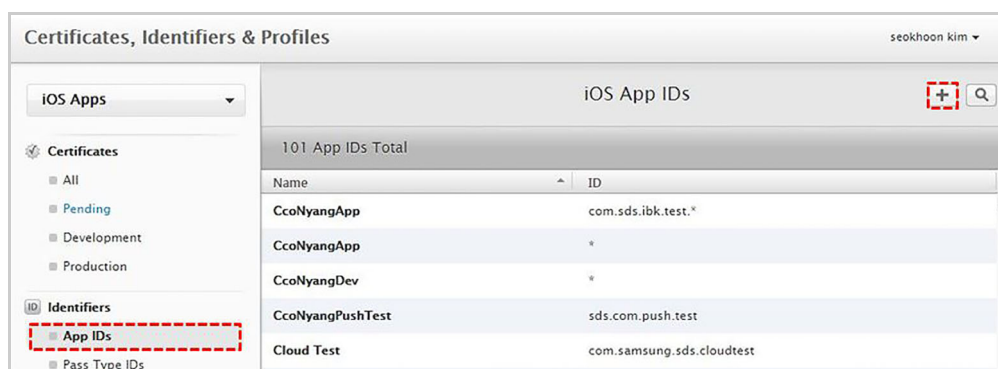 Certificates, Identifiers & Profiles
seokhoon kim
iOS Apps
iOS App IDs
Certificates
All
Pending
Development
Production
ID Identifiers
App IDs
Pass Type IDs
101 App IDs Total
Name ID
CcoNyangApp com.sds.ibk.test.*
CcoNyangApp *
CcoNyangDev *
CcoNyangPushTest sds.com.push.test
Cloud Test com.samsung.sds.cloudtest